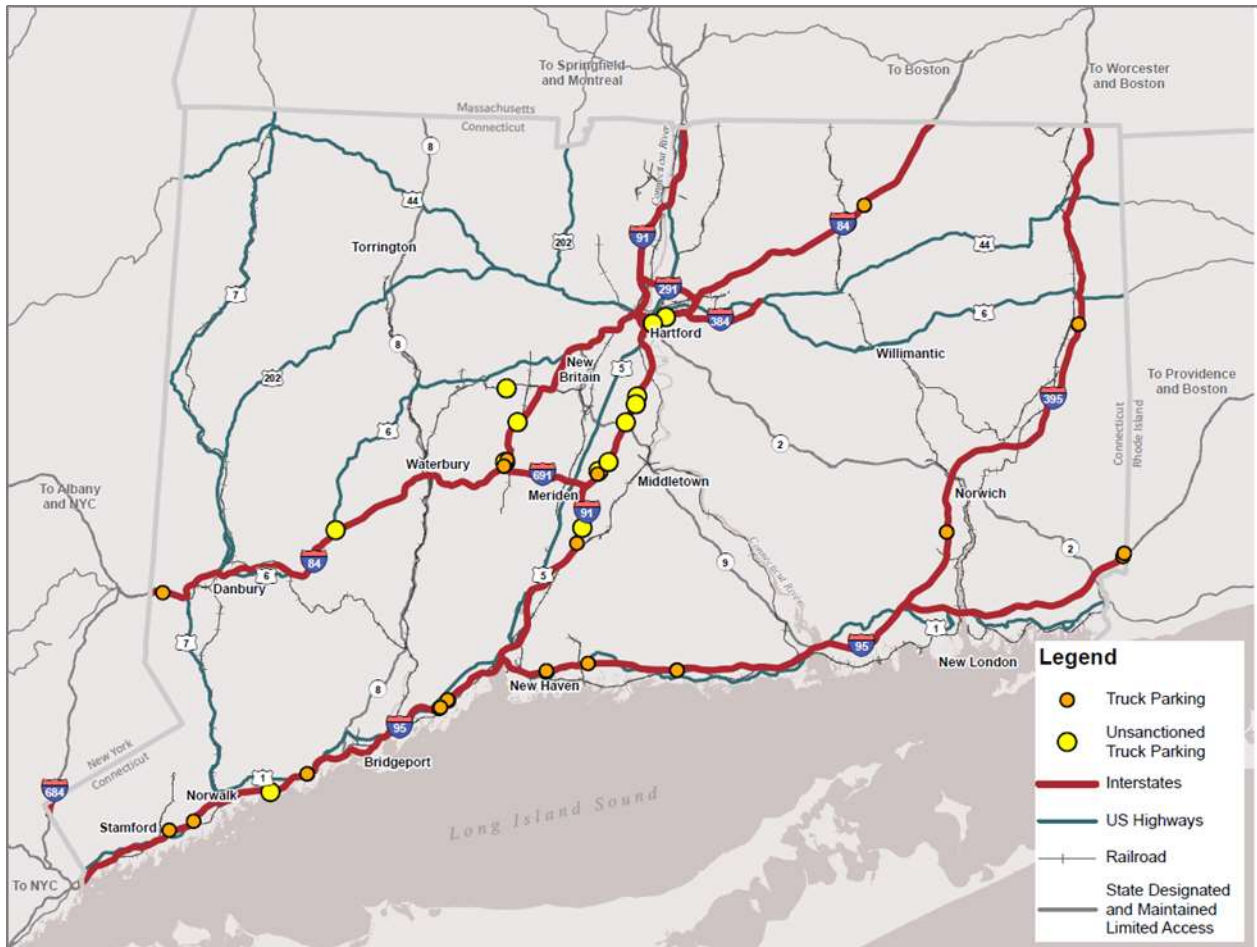 To Springfield
and Montreal
To Boston
To Worcester
and Boston
Massachusetts
Connecticut
Connecticut River
8
44
202
91
84
Torrington
44
7
291
384
6
Hartford
8
New
Britain
5
Willimantic
To Providence
and Boston
202
395
Connecticut
Rhode Island
6
2
Waterbury
691
Meriden
Middletown
Norwich
To Albany
and NYC
91
Connecticut River
84
6
Danbury
5
9
2
7
1
95
New London
New Haven
8
95
Bridgeport
New York
Connecticut
684
1
Norwalk
Stamford
Long Island Sound
To NYC
Legend
Truck Parking
Unsanctioned
Truck Parking
Interstates
US Highways
Railroad
State Designated
and Maintained
Limited Access